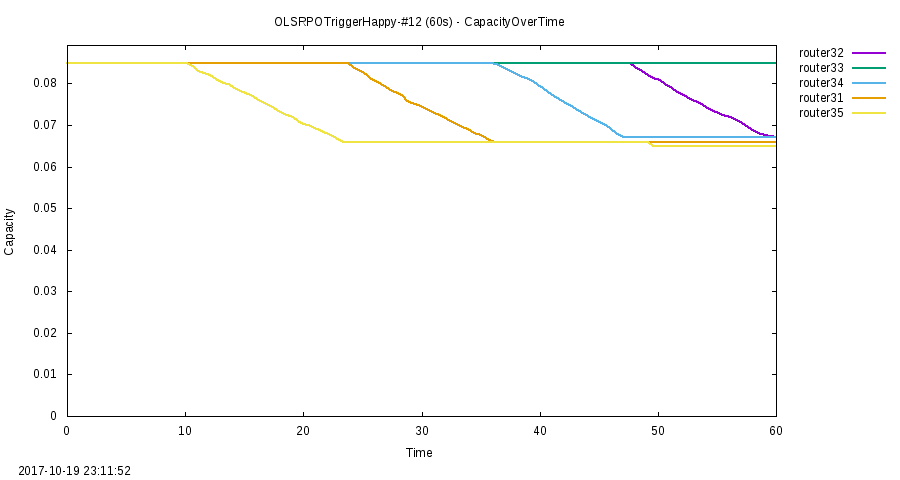 OLSRPOTriggerHappy-#12 (60s) - CapacityOverTime
router32
router33
router34
router31
router35
0.08
0.07
0.06
0.05
0.04
0.03
0.02
0.01
0
Capacity
0 10 20 30 40 50 60
Time
2017-10-19 23:11:52